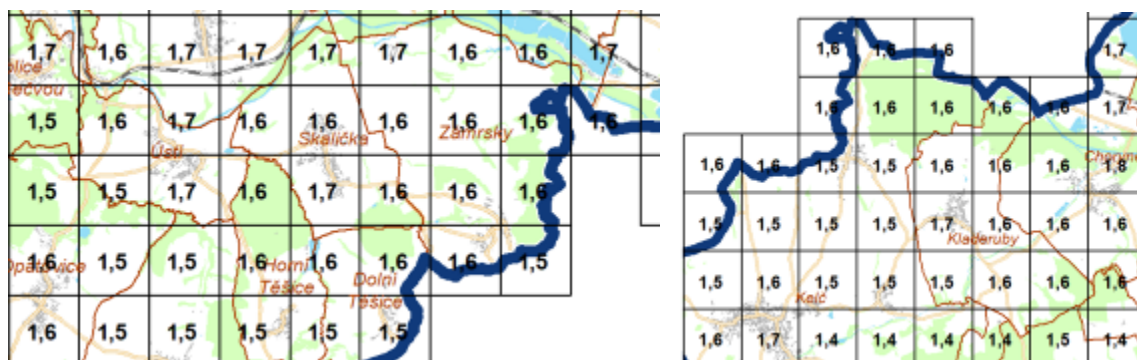 1,7 1,6 1,7 1,7 1,7 1,7 1,6 1,6 1,7
olice
ečvou
1,5 1,6 1,7 1,6 1,6 1,6 1,6 1,6 1,6
Ústí Skalička Zámrsky
1,5 1,5 1,7 1,6 1,7 1,6 1,6 1,6
1,6 1,5 1,5 1,6 1,6 1,6 1,6 1,5
Opatovice Horní Těšice Dolní Těšice
1,6 1,5 1,5 1,5 1,5 1,5
1,6 1,6 1,6 1,7
1,6 1,6 1,6 1,6 1,6 1,7
1,6 1,6 1,5 1,5 1,6 1,6 1,6 1,8
1,5 1,5 1,5 1,5 1,7 1,6 1,6 1,6
Kladeruby
1,5 1,5 1,5 1,5 1,6 1,6 1,6
Kelč
1,6 1,7 1,4 1,4 1,4 1,4 1,5 1,4